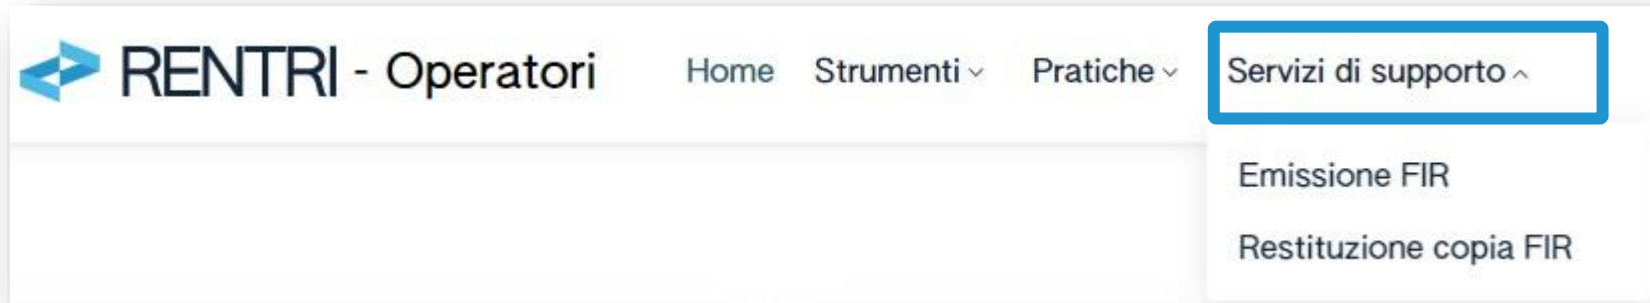 RENTRI - Operatori Home Strumenti Pratiche Servizi di supporto
Emissione FIR
Restituzione copia FIR